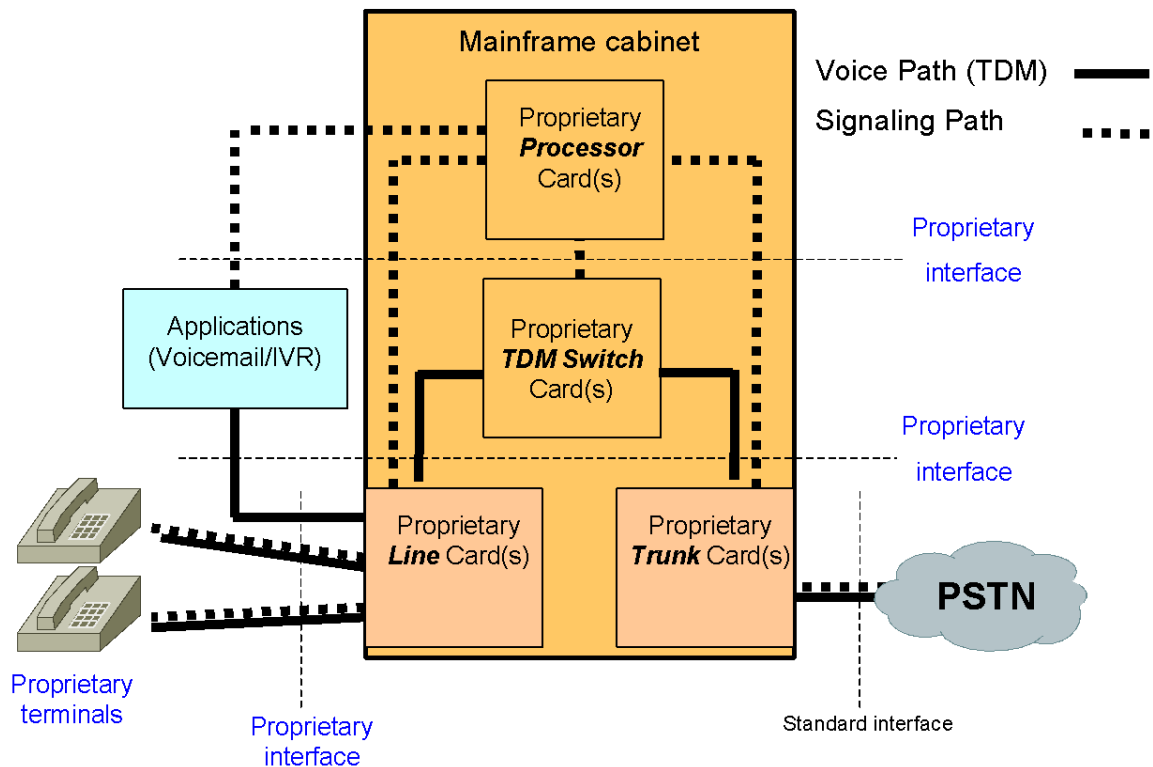 Mainframe cabinet
Voice Path (TDM)
Signaling Path
Proprietary
Processor
Card(s)
Proprietary
interface
Applications
(Voicemail/IVR)
Proprietary
TDM Switch
Card(s)
Proprietary
interface
Proprietary
Line Card(s)
Proprietary
Trunk Card(s)
PSTN
Proprietary
terminals
Proprietary
interface
Standard interface